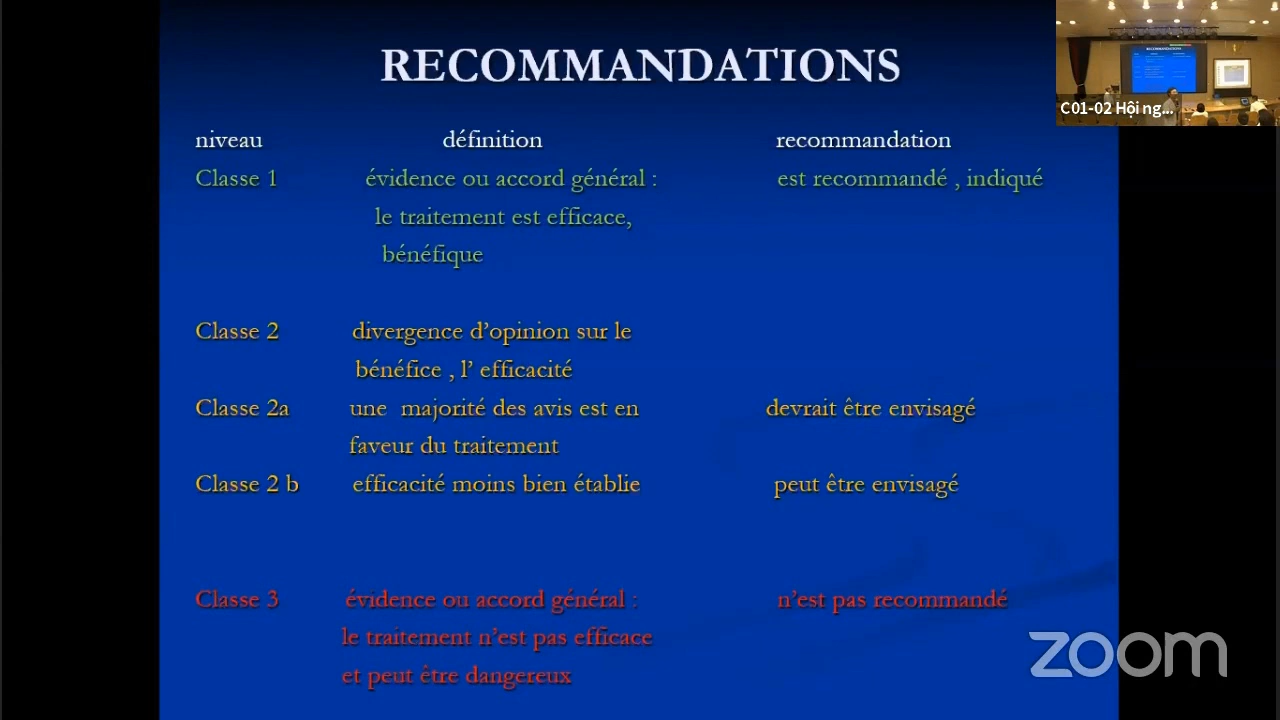 RECOMMANDATIONS
C01-02 Hội ng...
niveau définition recommandation
Classe 1 évidence ou accord général : est recommandé , indiqué
le traitement est efficace,
bénéfique
Classe 2 divergence d’opinion sur le
bénéfice , l’ efficacité
Classe 2a une majorité des avis est en devrait être envisagé
faveur du traitement
Classe 2 b efficacité moins bien établie peut être envisagé
Classe 3 évidence ou accord général : n’est pas recommandé
le traitement n’est pas efficace
et peut être dangereux
zoom